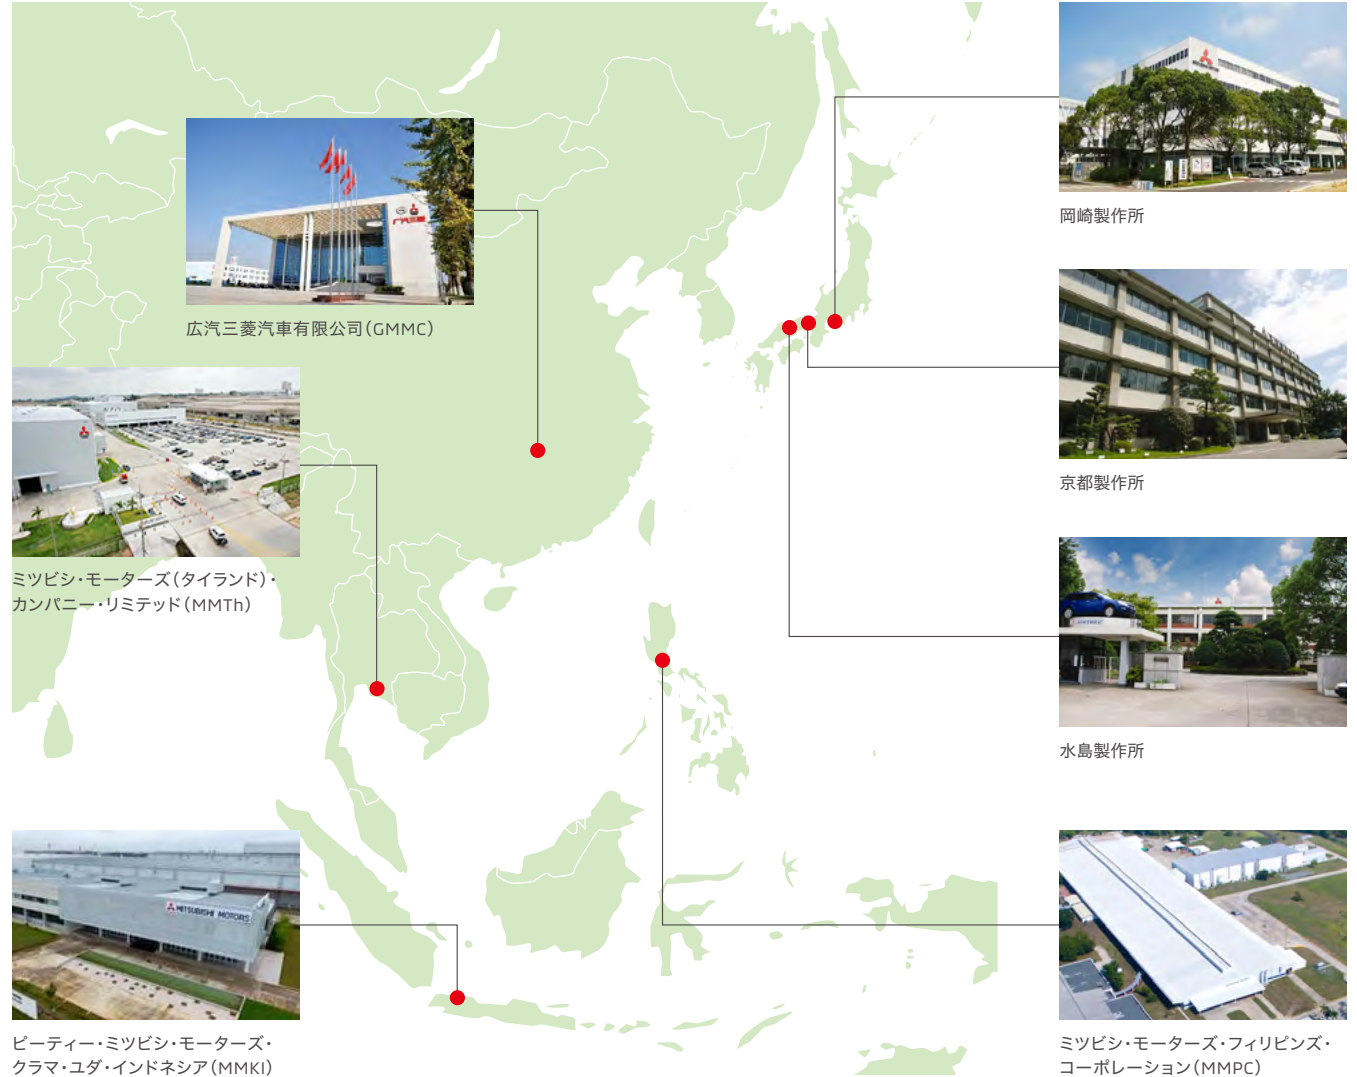 岡崎製作所
広汽三菱汽車有限公司(GMMC)
京都製作所
ミツビシ・モーターズ(タイランド)・
カンパニー・リミテッド(MMTh)
水島製作所
MITSUBISHI MOTORS
ピーティー・ミツビシ・モーターズ・
クラマ・ユダ・インドネシア(MMKI)
ミツビシ・モーターズ・フィリピンズ・
コーポレーション(MMPC)